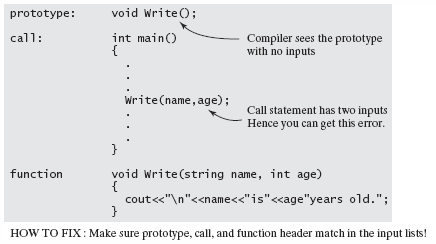 prototype: void Write();
Compiler sees the prototype
with no inputs
call: int main()
{
.
.
.
Write(name,age);
Call statement has two inputs
Hence you can get this error.
.
.
.
}
function void Write(string name, int age)
{
cout<<"\n"<<name<<"is"<<age"years old.";
}
HOW TO FIX : Make sure prototype, call, and function header match in the input lists!